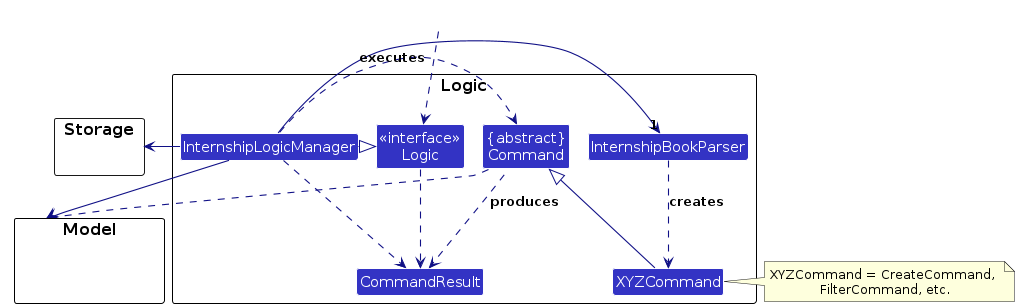 executes
Logic
1
Storage
InternshipLogicManager
«interface»
Logic
{abstract}
Command
InternshipBookParser
produces
creates
Model
CommandResult
XYZCommand
XYZCommand = CreateCommand,
FilterCommand, etc.